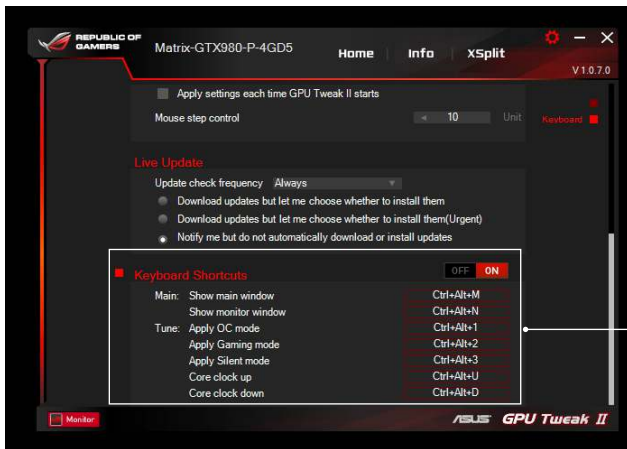 REPUBLIC OF
GAMERS
Matrix-GTX980-P-4GD5
Home Info XSplit
V 1.0.7.0
Apply settings each time GPU Tweak II starts
Mouse step control 10 Unit
Keyboard
Live Update
Update check frequency Always
Download updates but let me choose whether to install them
Download updates but let me choose whether to install them(Urgent)
Notify me but do not automatically download or install updates
Keyboard Shortcuts OFF ON
Main: Show main window Ctrl+Alt+M
Show monitor window Ctrl+Alt+N
Tune: Apply OC mode Ctrl+Alt+1
Apply Gaming mode Ctrl+Alt+2
Apply Silent mode Ctrl+Alt+3
Core clock up Ctrl+Alt+U
Core clock down Ctrl+Alt+D
Monitor ASUS GPU Tweak II